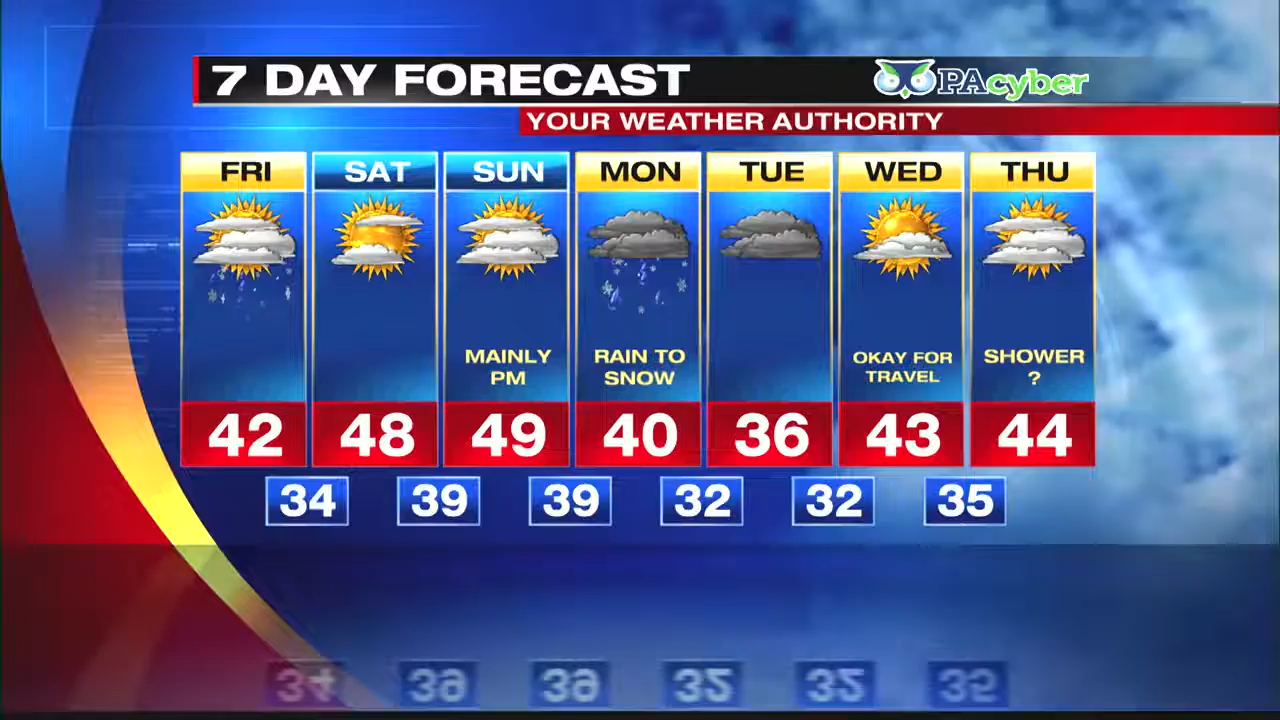 7 DAY FORECAST
PAcyber
YOUR WEATHER AUTHORITY
FRI SAT SUN MON TUE WED THU
MAINLY PM
RAIN TO SNOW
OKAY FOR TRAVEL
SHOWER ?
42 48 49 40 36 43 44
34 39 39 32 32 35